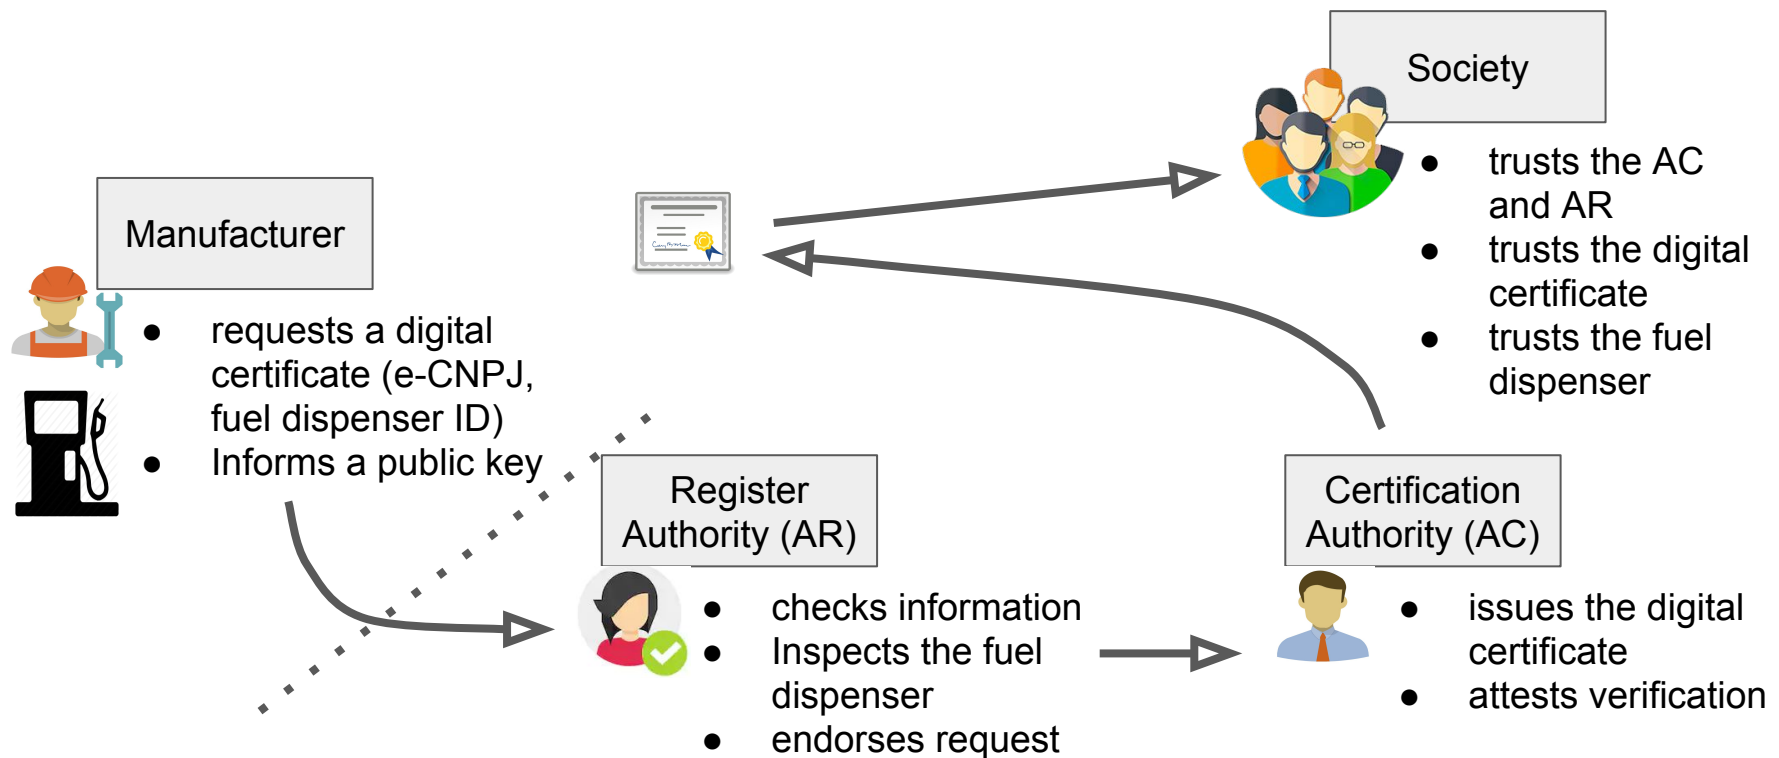 Society
● trusts the AC
and AR
● trusts the digital
certificate
● trusts the fuel
dispenser
Manufacturer
● requests a digital
certificate (e-CNPJ,
fuel dispenser ID)
● Informs a public key
Register
Authority (AR)
● checks information
● Inspects the fuel
dispenser
● endorses request
Certification
Authority (AC)
● issues the digital
certificate
● attests verification